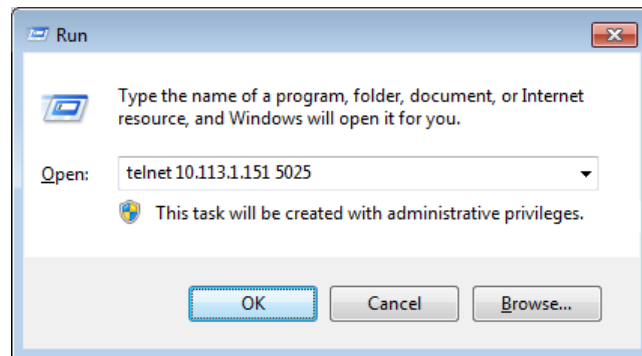 Run
Type the name of a program, folder, document, or Internet
resource, and Windows will open it for you.
Open: telnet 10.113.1.151 5025
This task will be created with administrative privileges.
OK Cancel Browse...